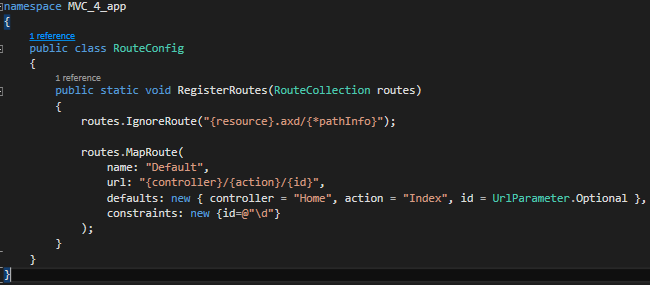 namespace MVC_4_app
{
1 reference
public class RouteConfig
{
1 reference
public static void RegisterRoutes(RouteCollection routes)
{
routes.IgnoreRoute("{resource}.axd/{*pathInfo}");
routes.MapRoute(
name: "Default",
url: "{controller}/{action}/{id}",
defaults: new { controller = "Home", action = "Index", id = UrlParameter.Optional },
constraints: new {id=@"\d"}
);
}
}
}